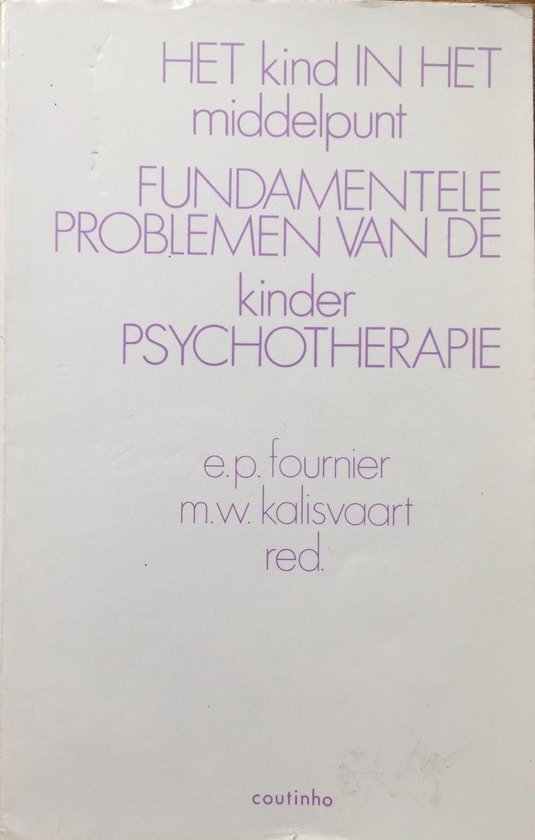 HET kind IN HET
middelpunt
FUNDAMENTELE
PROBLEMEN VAN DE
kinder
PSYCHOTHERAPIE
e.p. fournier
m.w. kalisvaart
red.
coutinho